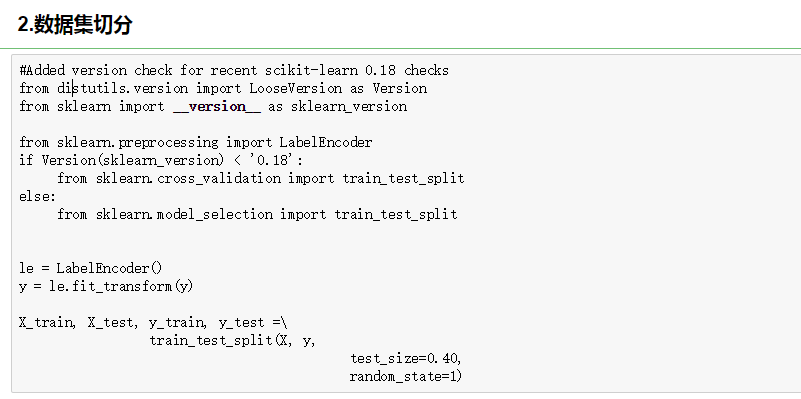 2.数据集切分
#Added version check for recent scikit-learn 0.18 checks
from distutils.version import LooseVersion as Version
from sklearn import __version__ as sklearn_version
from sklearn.preprocessing import LabelEncoder
if Version(sklearn_version) < '0.18':
    from sklearn.cross_validation import train_test_split
else:
    from sklearn.model_selection import train_test_split
le = LabelEncoder()
y = le.fit_transform(y)
X_train, X_test, y_train, y_test =\
              train_test_split(X, y,
                                   test_size=0.40,
                                   random_state=1)